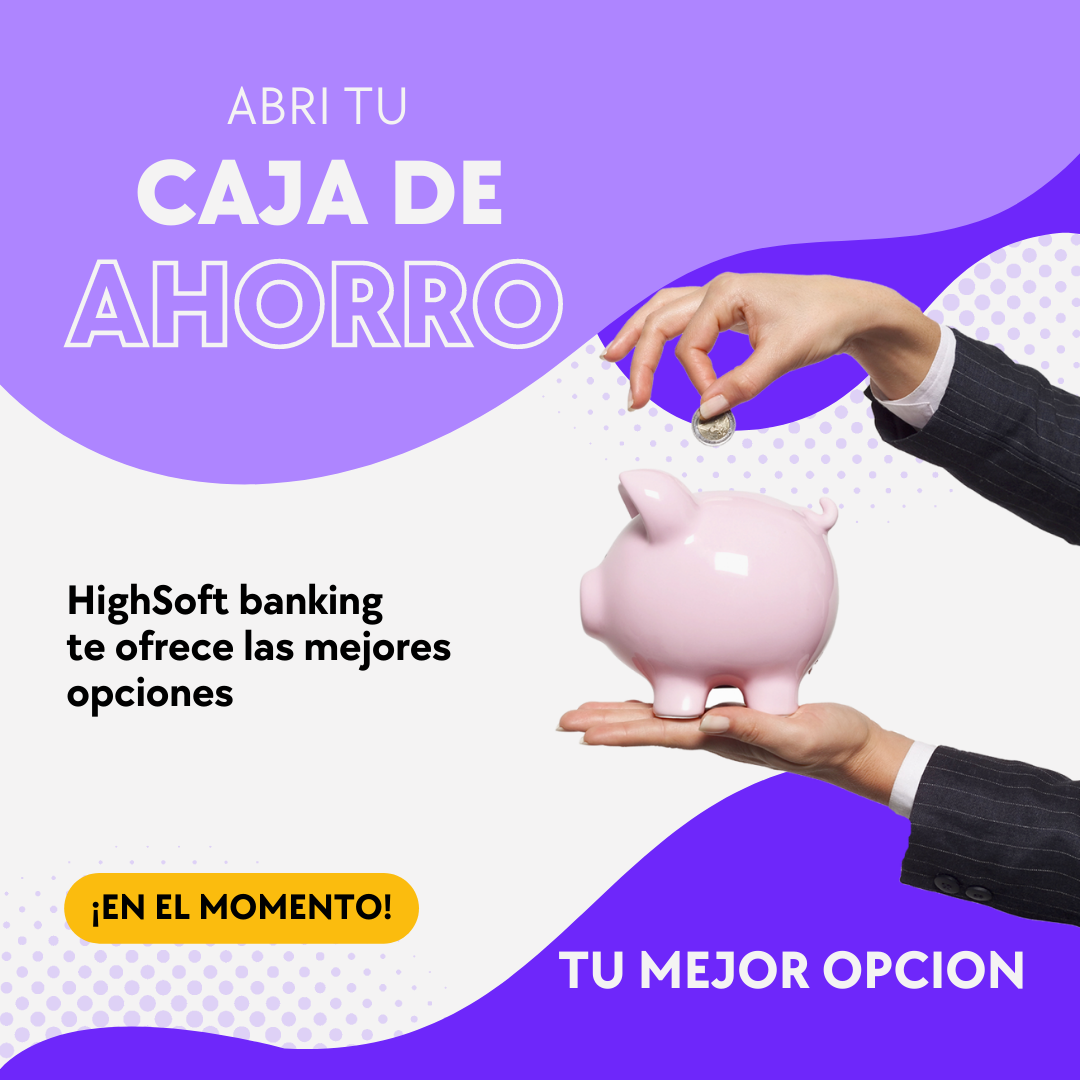 ABRI TU
CAJA DE
AHORRO
HighSoft banking
te ofrece las mejores
opciones
¡EN EL MOMENTO!
TU MEJOR OPCION